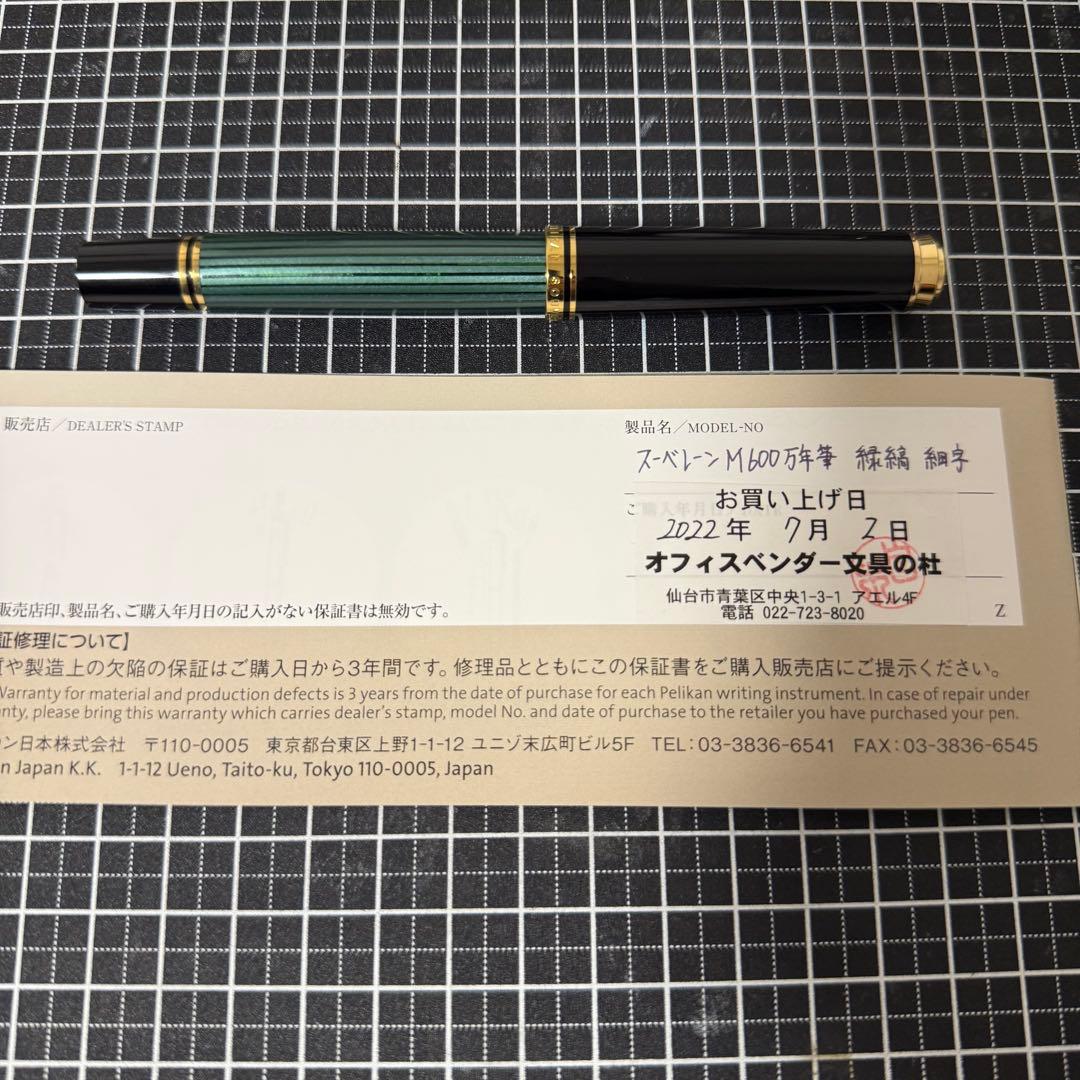 販売店/DEALER'S STAMP
製品名/MODEL-NO
スーベレーン M600万年筆 緑縞 細字
お買い上げ日
2022年 7月 2日
オフィスベンダー文具の杜
仙台市青葉区中央1-3-1 アエル4F
電話 022-723-8020
Z
販売店印、製品名、ご購入年月日の記入がない保証書は無効です。
証修理について】
や製造上の欠陥の保証はご購入日から3年間です。修理品とともにこの保証書をご購入販売店にご提示ください。
Warranty for material and production defects is 3 years from the date of purchase for each Pelikan writing instrument. In case of repair under
nty, please bring this warranty which carries dealer's stamp, model No. and date of purchase to the retailer you have purchased your pen.
ン日本株式会社 〒110-0005 東京都台東区上野1-1-12 ユニゾ末広町ビル5F TEL:03-3836-6541 FAX:03-3836-6545
n Japan K.K. 1-1-12 Ueno, Taito-ku, Tokyo 110-0005, Japan